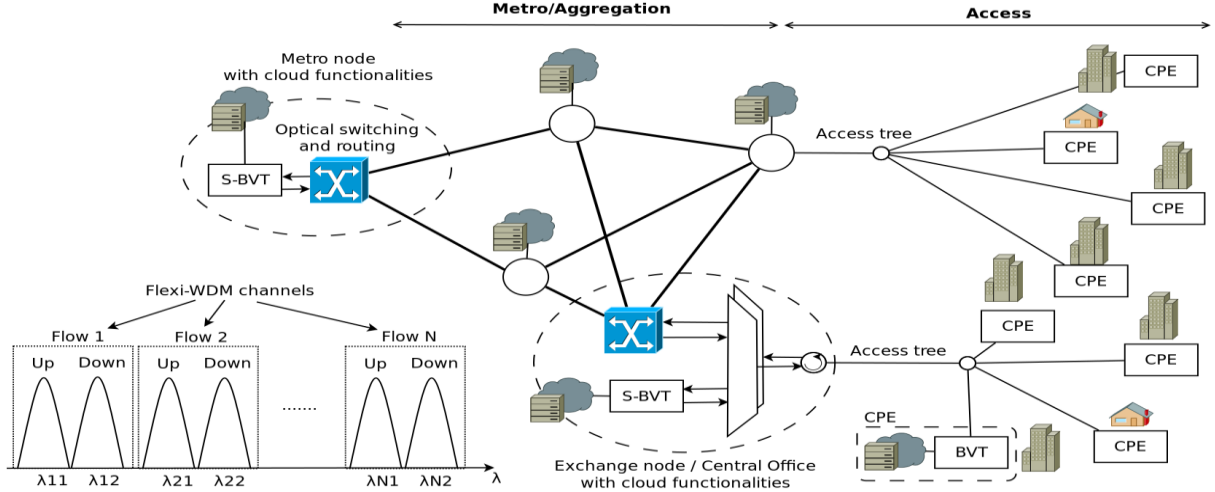 Metro/Aggregation
Access
Metro node
with cloud functionalities
Optical switching
and routing
S-BVT
Access tree
CPE
CPE
CPE
CPE
Flexi-WDM channels
Flow 1
Flow 2
Flow N
Up
Down
Up
Down
Up
Down
.......
λ11
λ12
λ21
λ22
λN1
λN2
λ
S-BVT
Exchange node / Central Office
with cloud functionalities
Access tree
CPE
CPE
CPE
BVT
CPE